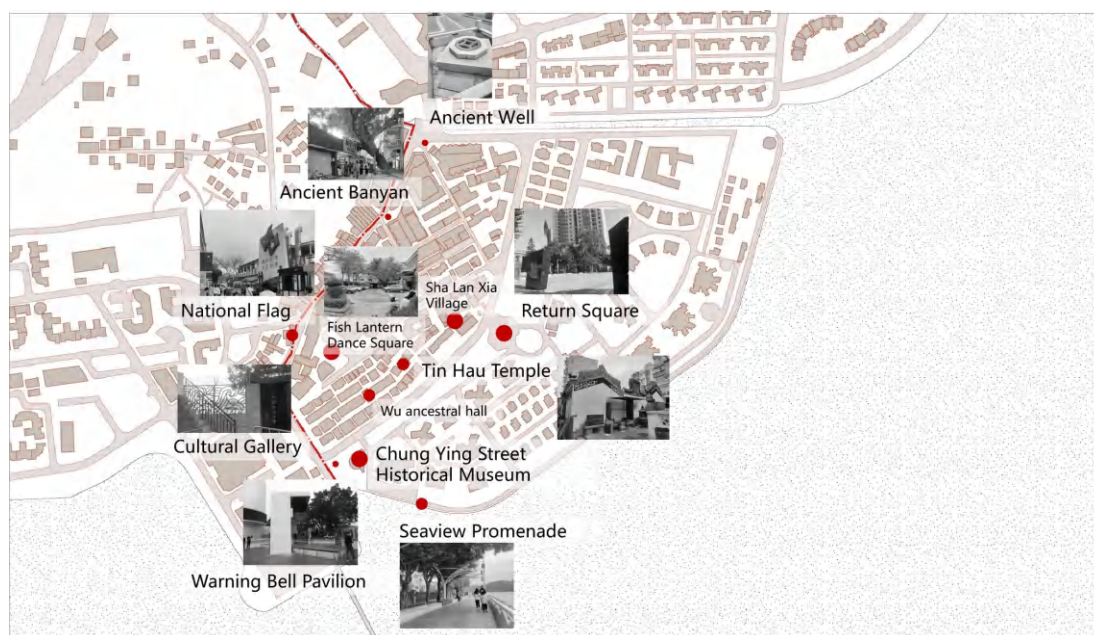 Ancient Well
Ancient Banyan
National Flag
Fish Lantern
Dance Square
Sha Lan Xia
Village
Return Square
Tin Hau Temple
Wu ancestral hall
Cultural Gallery
Chung Ying Street
Historical Museum
Seaview Promenade
Warning Bell Pavilion